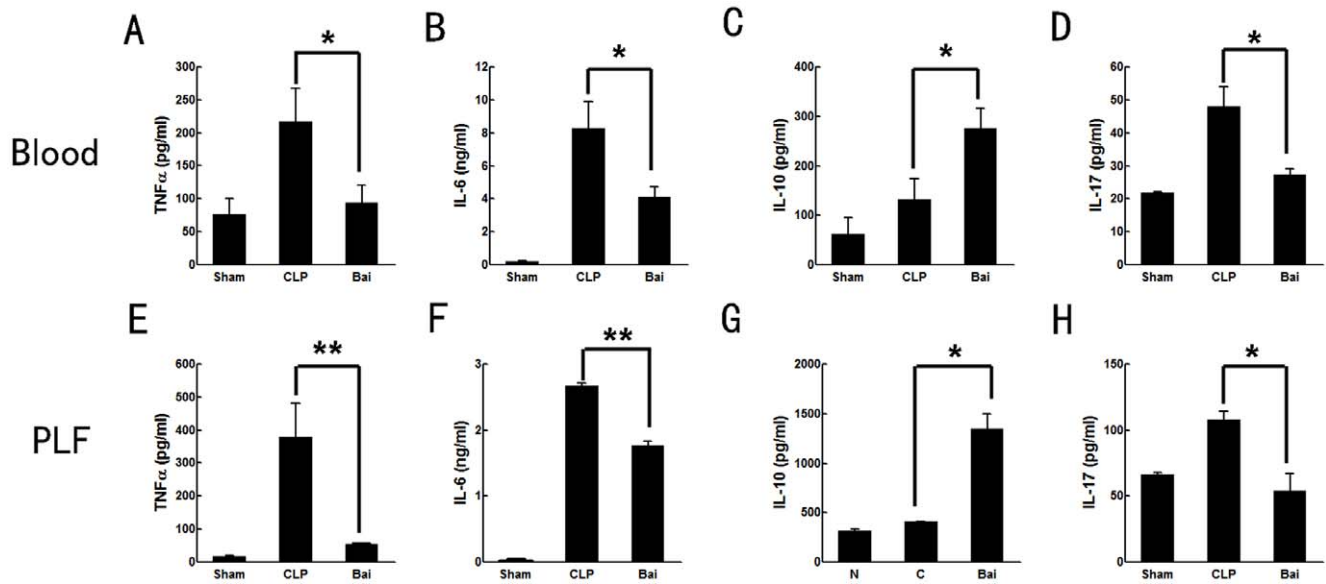 Blood
A
*
TNFα (pg/ml)
300
250
200
150
100
50
0
Sham CLP Bai
B
*
IL-6 (ng/ml)
12
10
8
6
4
2
0
Sham CLP Bai
C
*
IL-10 (pg/ml)
400
300
200
100
0
Sham CLP Bai
D
*
IL-17 (pg/ml)
60
50
40
30
20
10
0
Sham CLP Bai
PLF
E
**
TNFα (pg/ml)
600
500
400
300
200
100
0
Sham CLP Bai
F
**
IL-6 (ng/ml)
3
2
1
0
Sham CLP Bai
G
*
IL-10 (pg/ml)
2000
1500
1000
500
0
N C Bai
H
*
IL-17 (pg/ml)
150
100
50
0
Sham CLP Bai